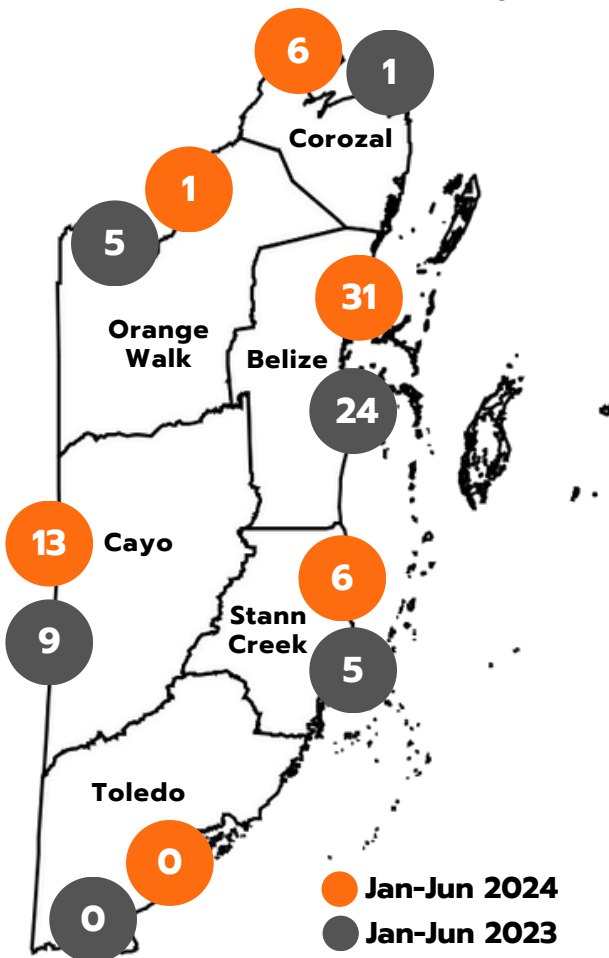 6
1
Corozal
1
5
31
Orange
Walk
Belize
24
13
Cayo
6
9
Stann
Creek
5
Toledo
0
0
Jan-Jun 2024
Jan-Jun 2023